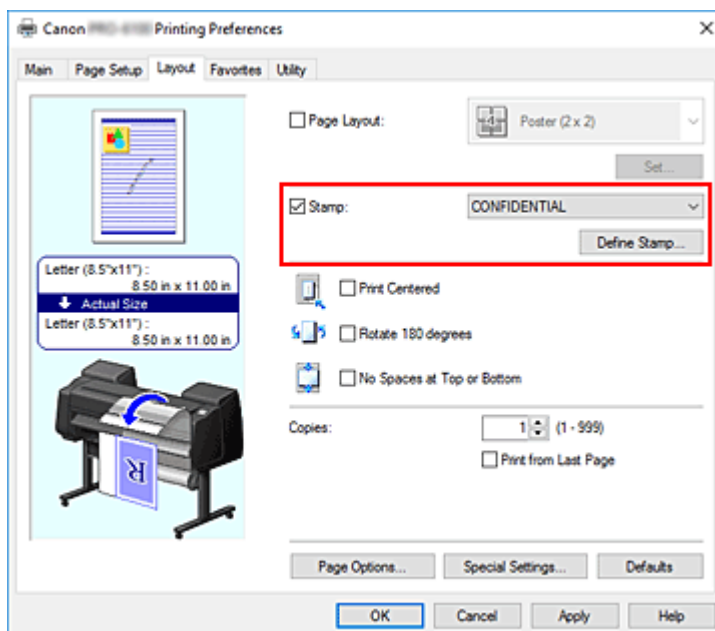 Canon Printing Preferences
Main Page Setup Layout Favorites Utility
Page Layout: Poster (2 x 2)
Set...
Stamp: CONFIDENTIAL
Define Stamp...
Letter (8.5"x11") :
8.50 in x 11.00 in
Actual Size
Letter (8.5"x11") :
8.50 in x 11.00 in
Print Centered
Rotate 180 degrees
No Spaces at Top or Bottom
Copies: 1 (1 - 999)
Print from Last Page
R
Page Options... Special Settings... Defaults
OK Cancel Apply Help